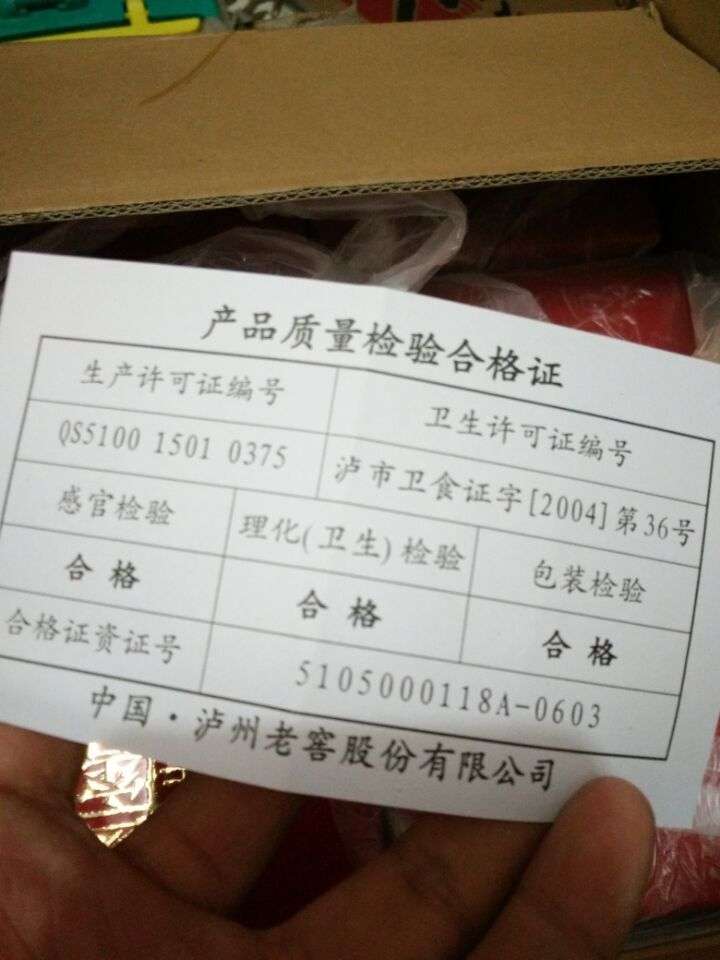 产品质量检验合格证
生产许可证编号 卫生许可证编号
QS5100 1501 0375 泸市卫食证字[2004]第36号
感官检验 理化(卫生)检验 包装检验
合格 合格 合格
合格证资证号 5105000118A-0603
中国·泸州老窖股份有限公司